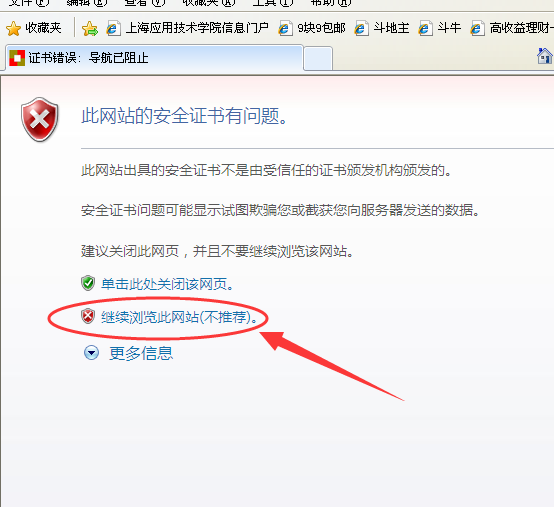 文件(F) 编辑(E) 查看(V) 收藏夹(A) 工具(T) 帮助(H)
收藏夹 上海应用技术学院信息门户 9块9包邮 斗地主 斗牛 高收益理财一
证书错误: 导航已阻止
此网站的安全证书有问题。
此网站出具的安全证书不是由受信任的证书颁发机构颁发的。
安全证书问题可能显示试图欺骗您或截获您向服务器发送的数据。
建议关闭此网页，并且不要继续浏览该网站。
单击此处关闭该网页。
继续浏览此网站(不推荐)。
更多信息